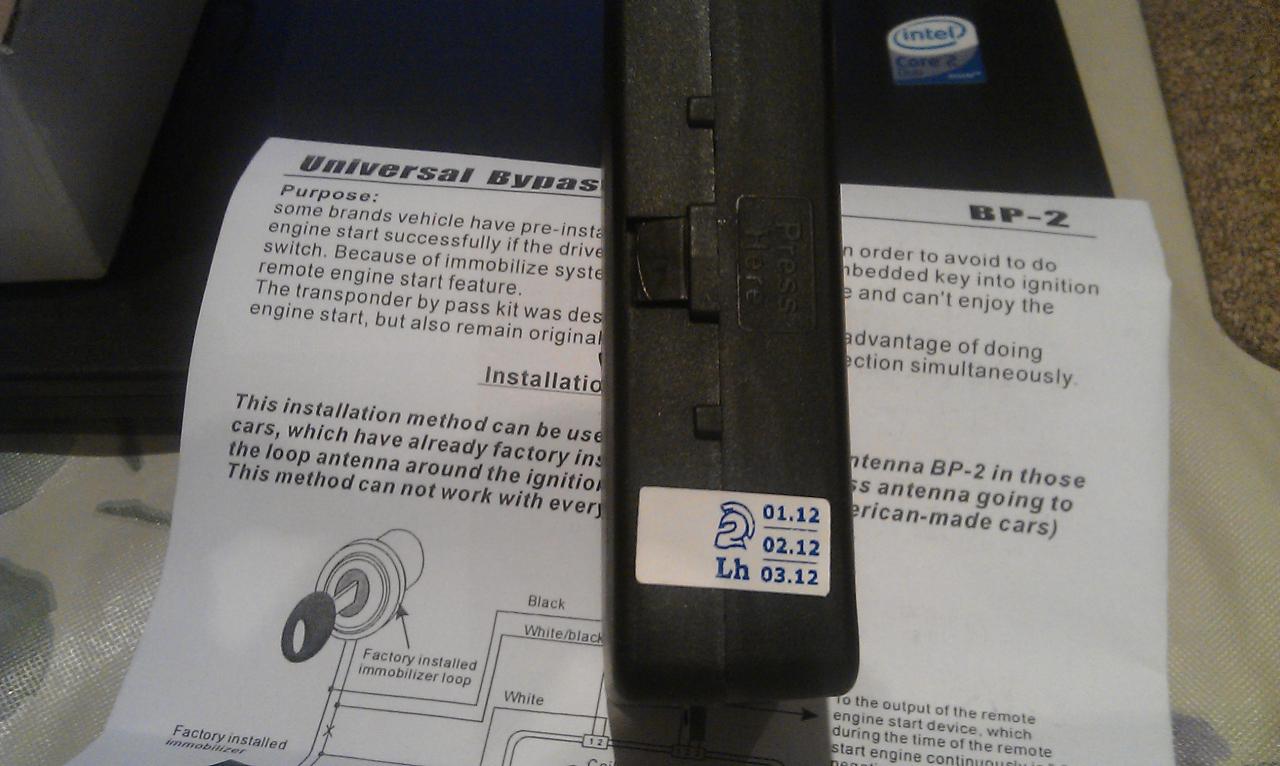 intel
Core 2
Duo
Universal Bypas BP-2
Purpose:
some brands vehicle have pre-insta n order to avoid to do
engine start successfully if the drive mbedded key into ignition
switch. Because of immobilize syste e and can't enjoy the
remote engine start feature.
The transponder by pass kit was des advantage of doing
engine start, but also remain original ection simultaneously.
Installatio
This installation method can be use ntenna BP-2 in those
cars, which have already factory ins ss antenna going to
the loop antenna around the ignition erican-made cars)
This method can not work with every
Press
Here
01.12
02.12
Lh 03.12
Black
White/black
White
Factory installed
immobilizer loop
Factory installed
immobilizer
1 2
To the output of the remote
engine start device, which
during the time of the remote
start engine continuously